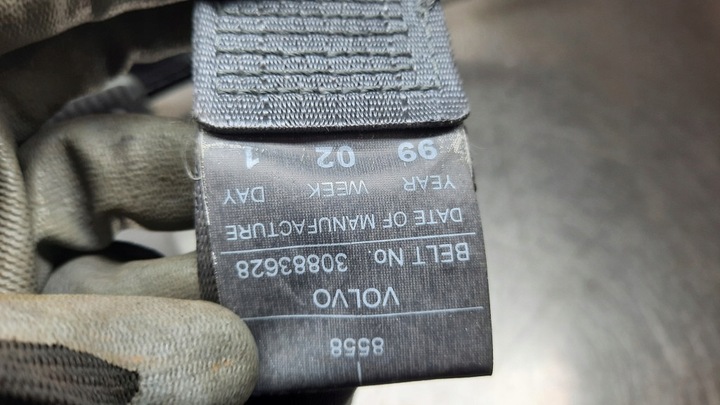 8558
VOLVO
BELT No. 30883628
DATE OF MANUFACTURE
YEAR WEEK DAY
99 02 1